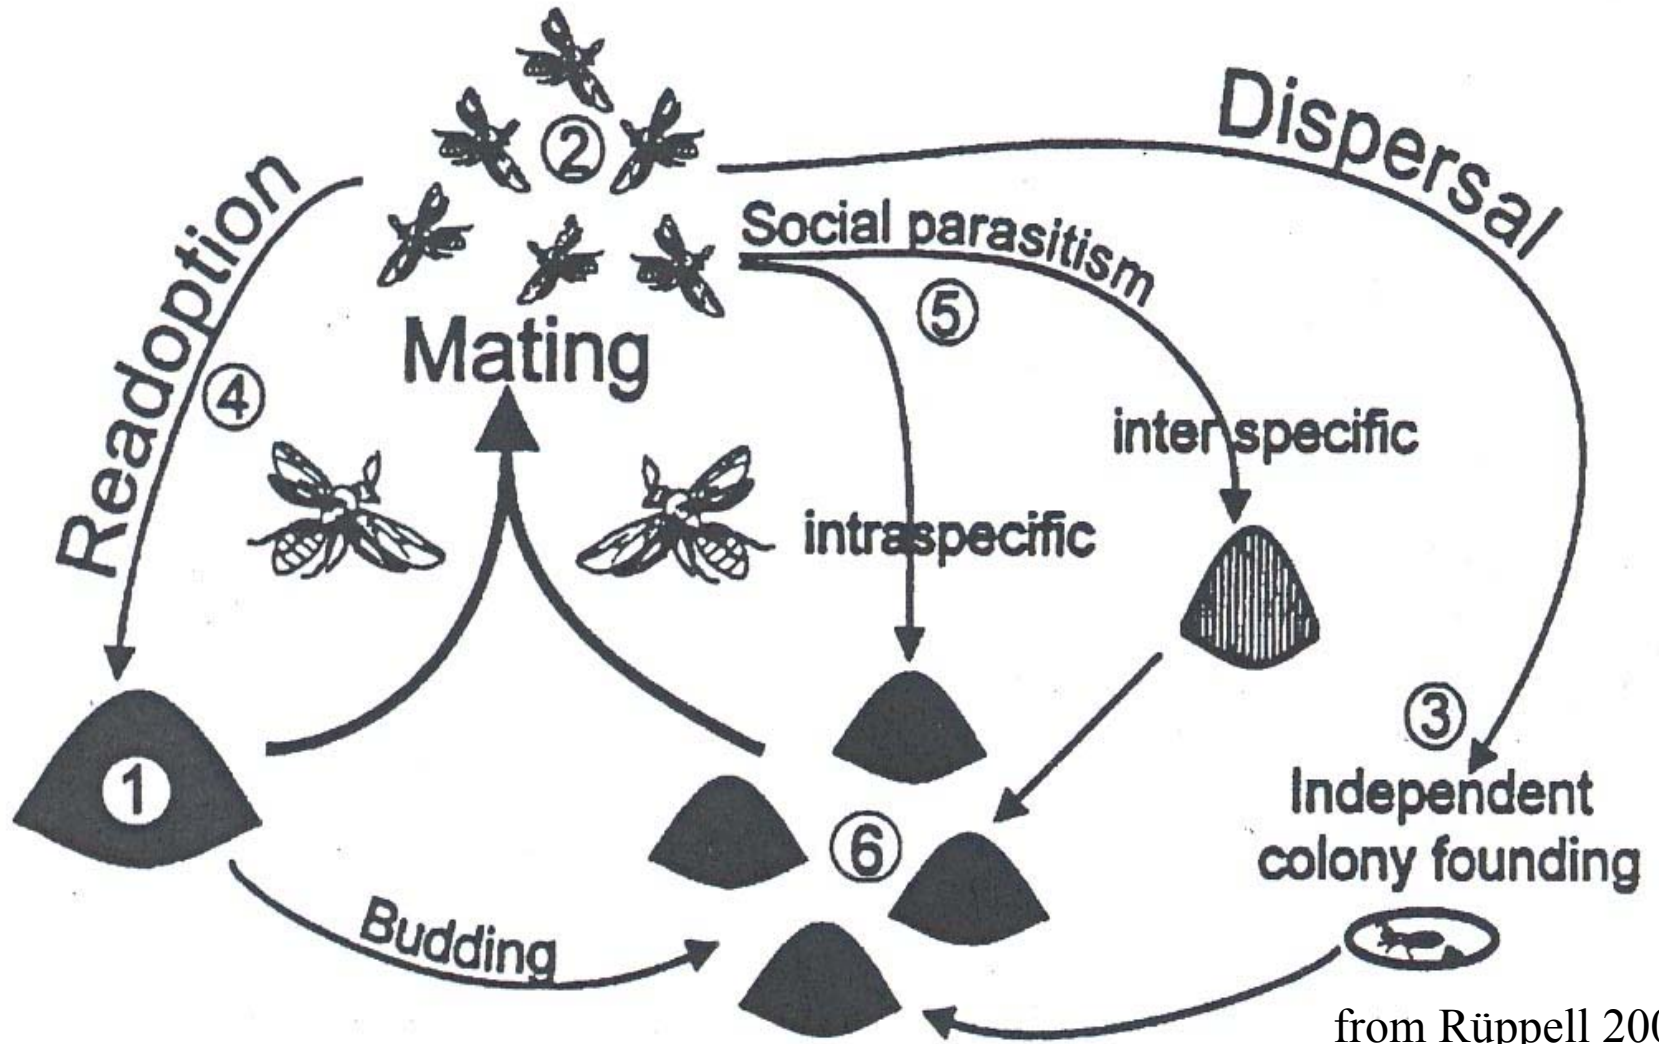 Dispersal
②
Social parasitism
Readoption
⑤
Mating
④
inter specific
intraspecific
③
①
Independent
colony founding
⑥
Budding
from Rüppell